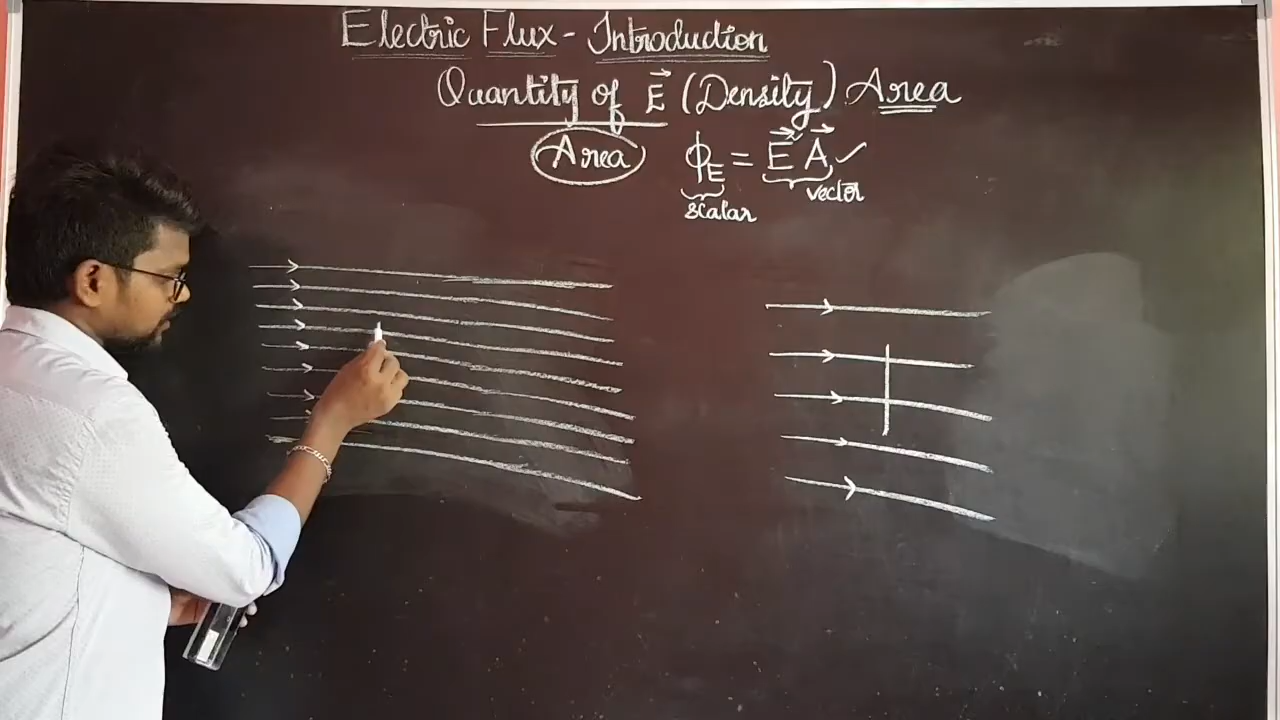 Electric Flux - Introduction
Quantity of E⃗ (Density) Area
Area ϕE = E⃗ A⃗ ✓
scalar vector